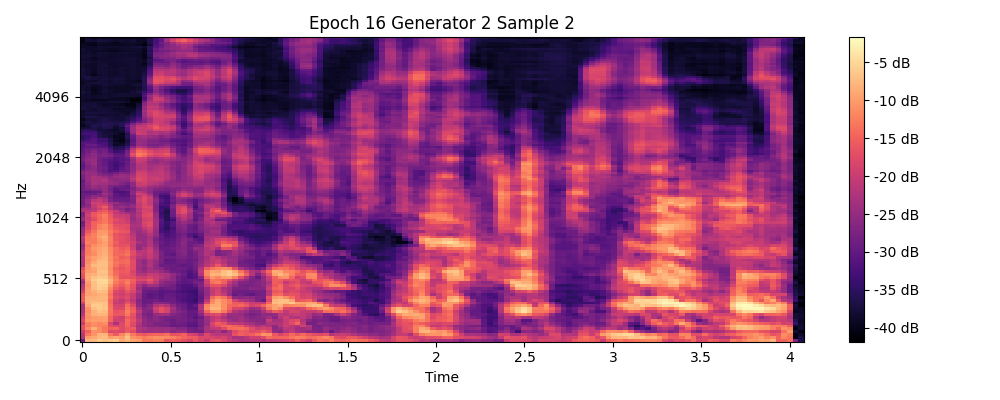 Epoch 16 Generator 2 Sample 2
Hz
4096
2048
1024
512
0
0 0.5 1 1.5 2 2.5 3 3.5 4
Time
-5 dB
-10 dB
-15 dB
-20 dB
-25 dB
-30 dB
-35 dB
-40 dB